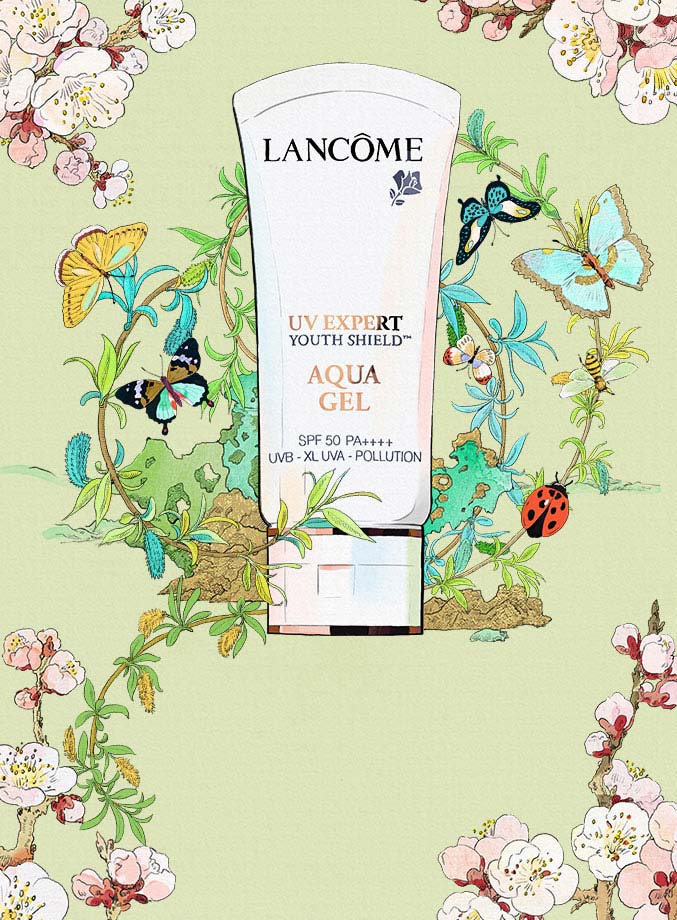 LANCÔME
UV EXPERT
YOUTH SHIELD™
AQUA
GEL
SPF 50 PA++++
UVB - XL UVA - POLLUTION